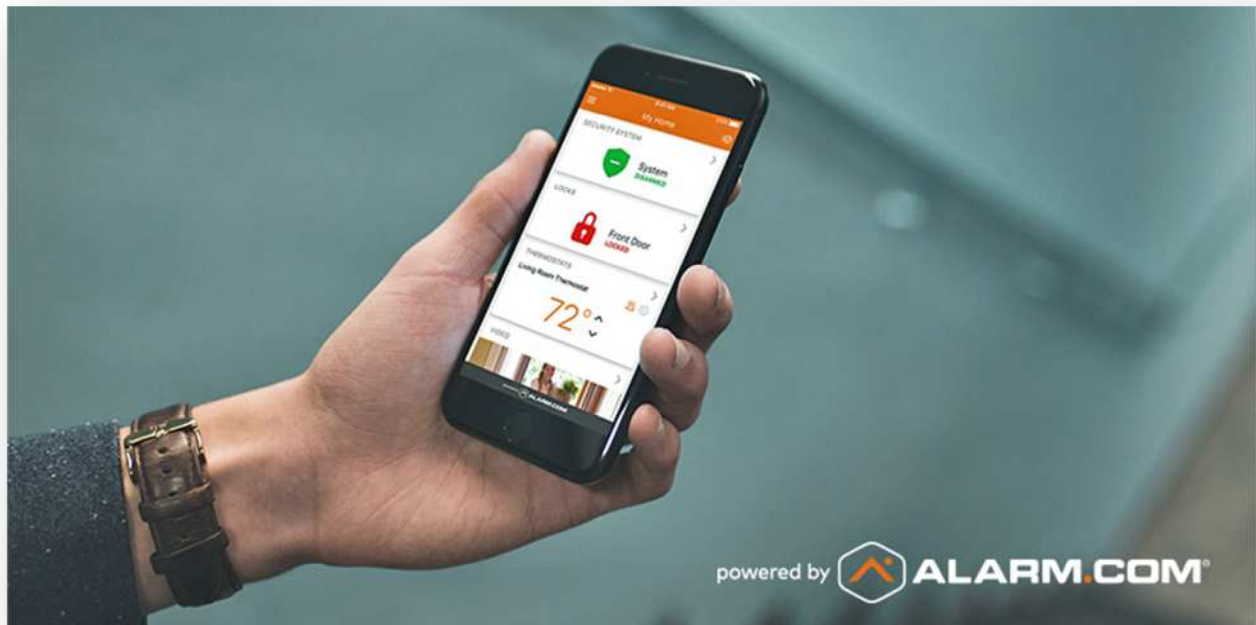 My Home
SECURITY SYSTEM
System
DISARMED
LOCKS
Front Door
LOCKED
THERMOSTATS
Living Room Thermostat
72°
VIDEO
ALARM.COM
powered by ALARM.COM®